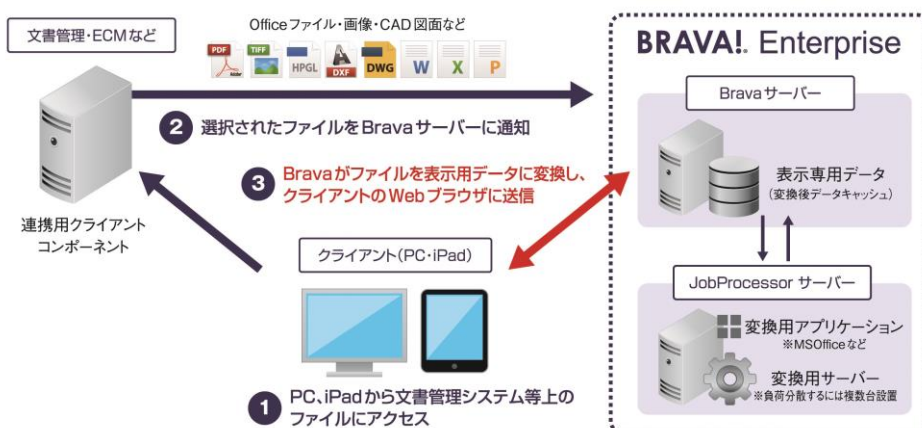 文書管理・ECMなど
Officeファイル・画像・CAD図面など
PDF
Adobe
TIFF
HPGL
A
DXF
DWG
W
X
P
BRAVA!® Enterprise
Bravaサーバー
2 選択されたファイルをBravaサーバーに通知
3 Bravaがファイルを表示用データに変換し、
クライアントのWebブラウザに送信
表示専用データ
(変換後データキャッシュ)
連携用クライアント
コンポーネント
クライアント(PC・iPad)
JobProcessor サーバー
変換用アプリケーション
※MSOfficeなど
変換用サーバー
※負荷分散するには複数台設置
1 PC、iPadから文書管理システム等上の
ファイルにアクセス